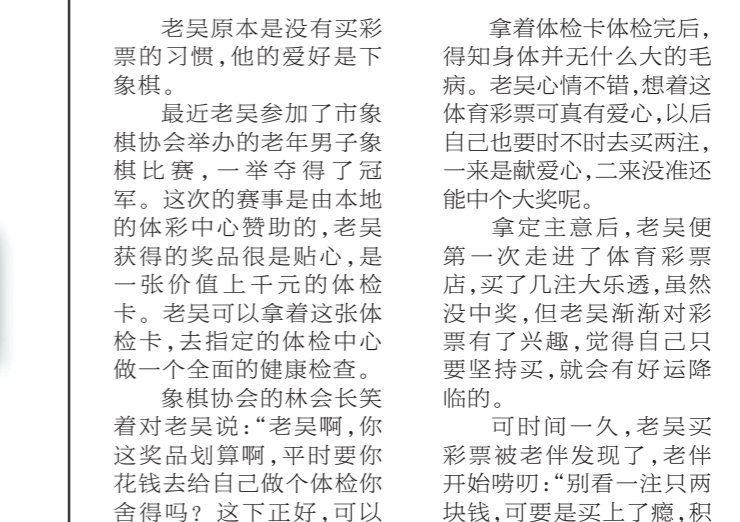 老吴原本是没有买彩
票的习惯，他的爱好是下
象棋。
最近老吴参加了市象
棋协会举办的老年男子象
棋比赛，一举夺得了冠
军。这次的赛事是由本地
的体彩中心赞助的，老吴
获得的奖品很是贴心，是
一张价值上千元的体检
卡。老吴可以拿着这张体
检卡，去指定的体检中心
做一个全面的健康检查。
象棋协会的林会长笑
着对老吴说：“老吴啊，你
这奖品划算啊，平时要你
花钱去给自己做个体检你
舍得吗？这下正好，可以
拿着体检卡体检完后，
得知身体并无什么大的毛
病。老吴心情不错，想着这
体育彩票可真有爱心，以后
自己也要时不时去买两注，
一来是献爱心，二来没准还
能中个大奖呢。
拿定主意后，老吴便
第一次走进了体育彩票
店，买了几注大乐透，虽然
没中奖，但老吴渐渐对彩
票有了兴趣，觉得自己只
要坚持买，就会有好运降
临的。
可时间一久，老吴买
彩票被老伴发现了，老伴
开始唠叨：“别看一注只两
块钱，可要是买上了瘾，积